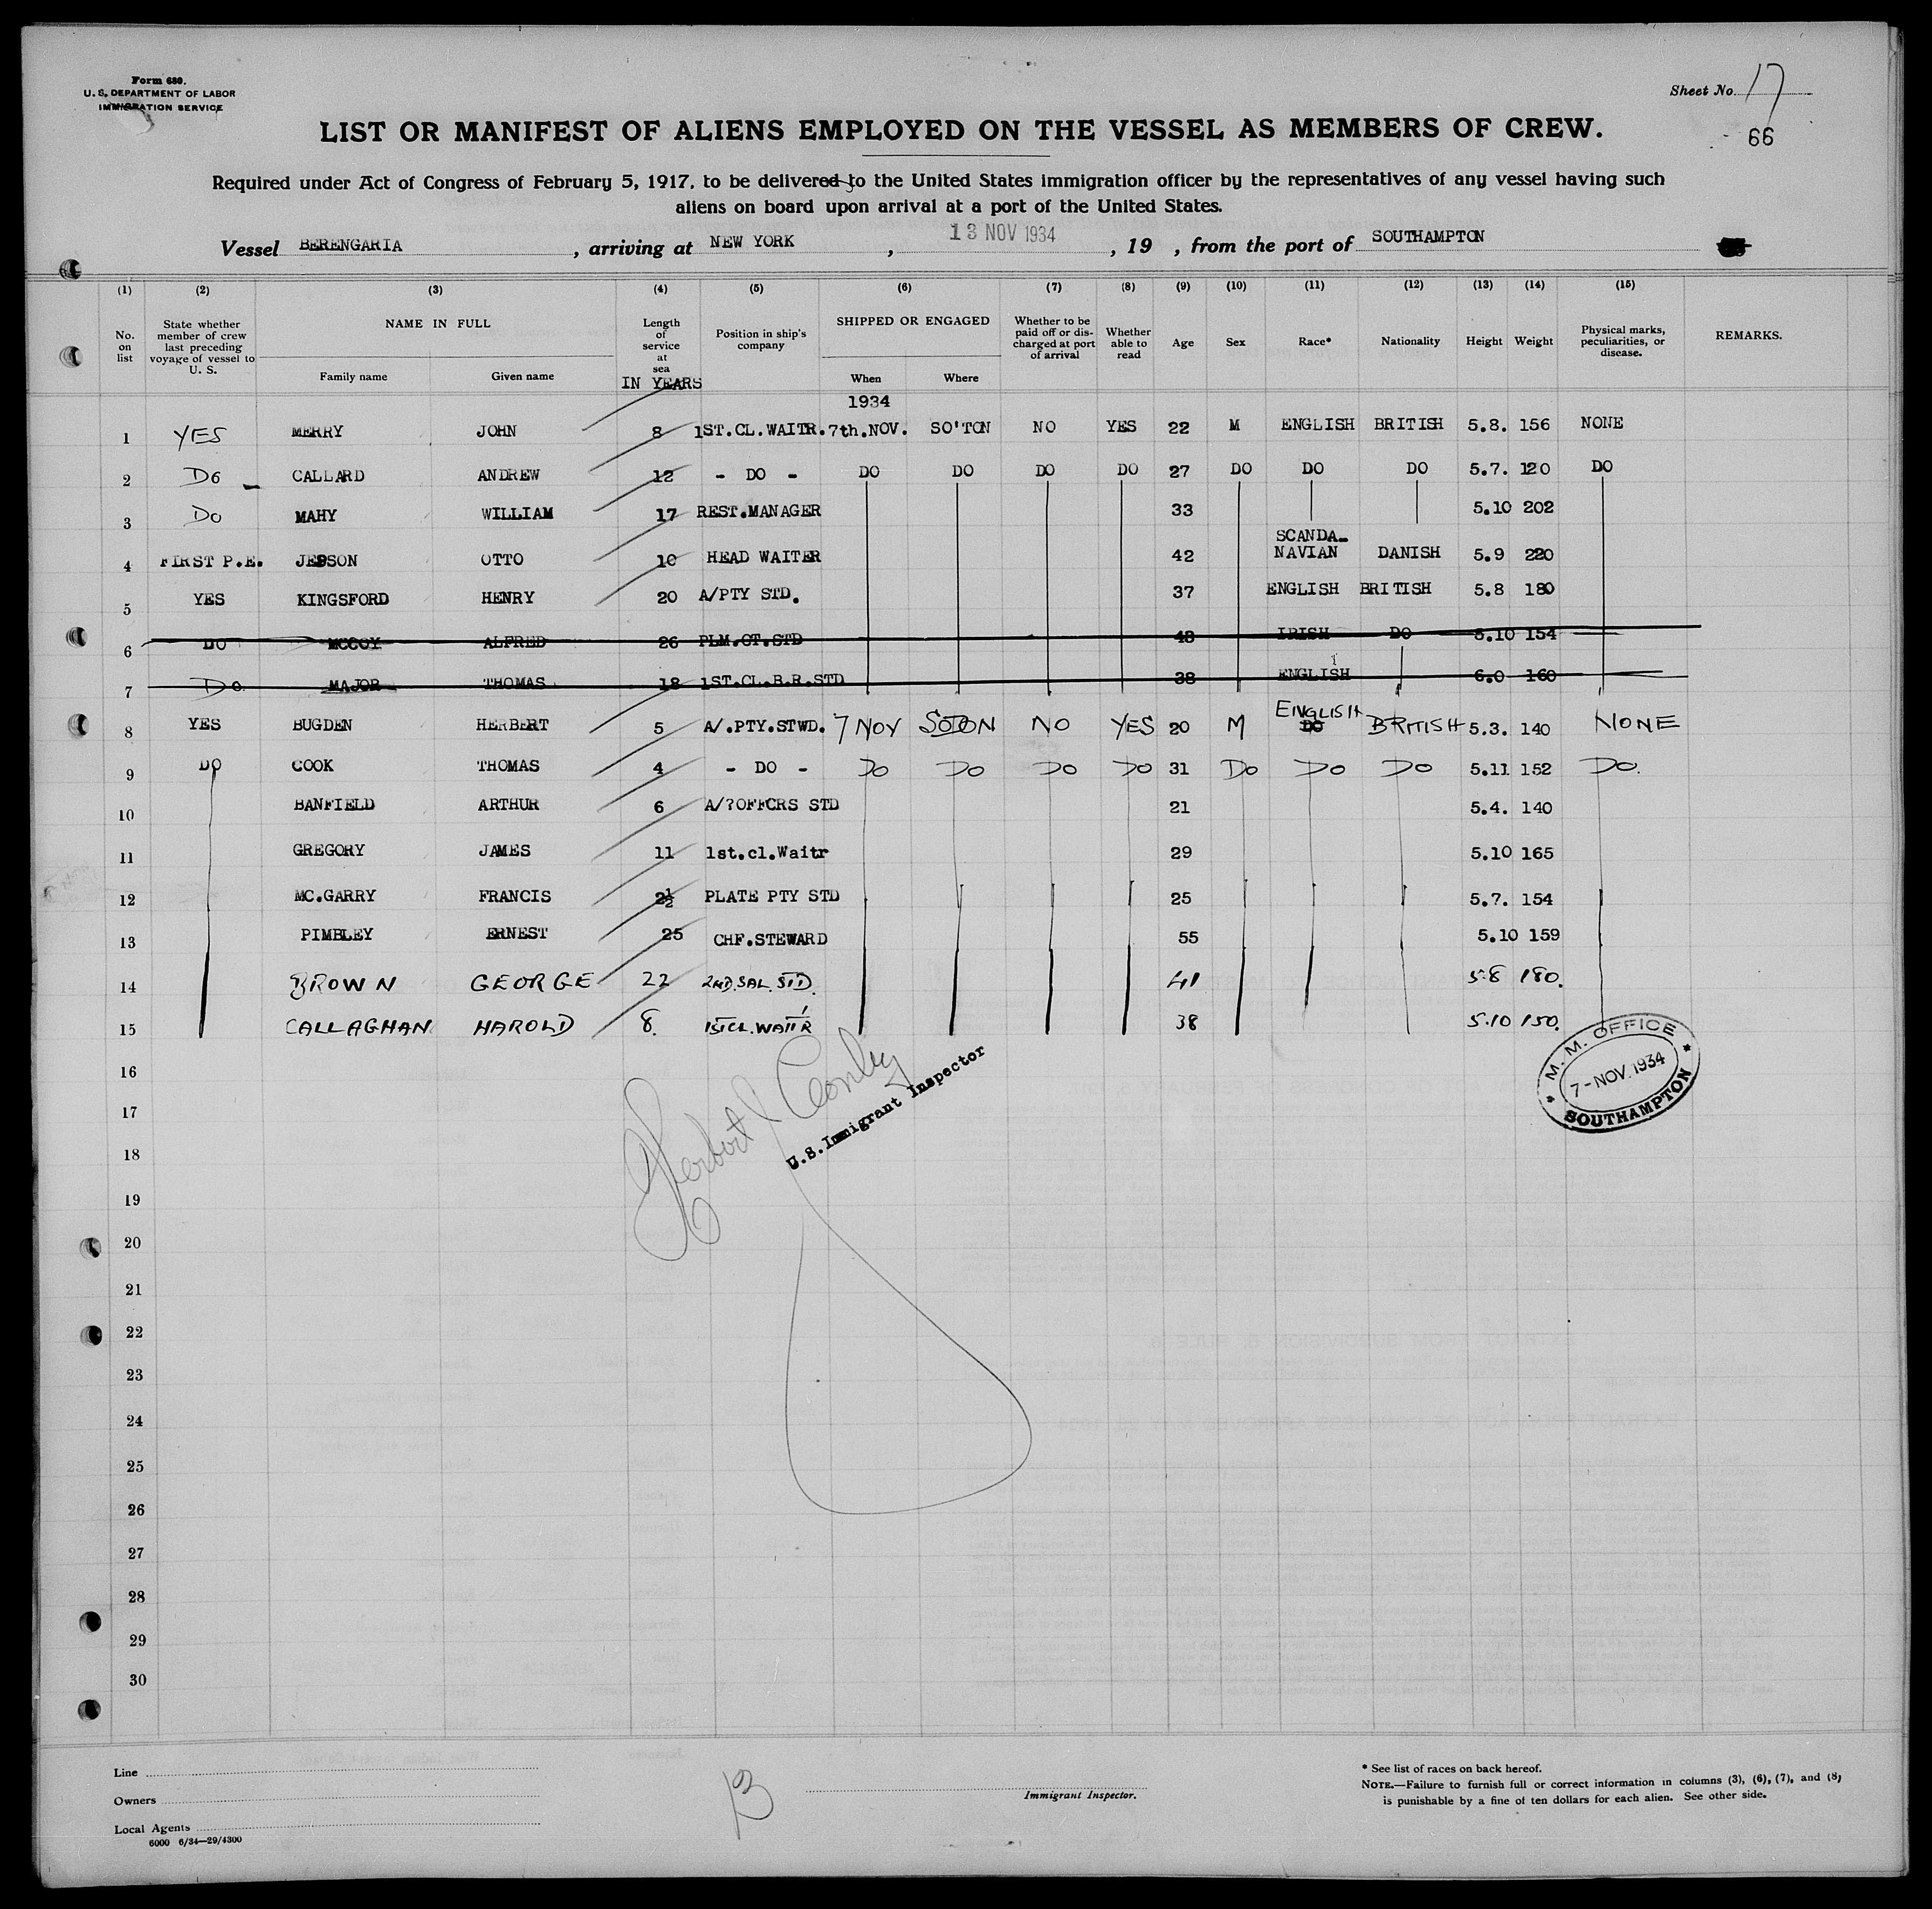 Form 680.
U. S. DEPARTMENT OF LABOR
IMMIGRATION SERVICE
Sheet No. 17
66
LIST OR MANIFEST OF ALIENS EMPLOYED ON THE VESSEL AS MEMBERS OF CREW.
Required under Act of Congress of February 5, 1917, to be delivered to the United States immigration officer by the representatives of any vessel having such
aliens on board upon arrival at a port of the United States.
Vessel BERENGARIA, arriving at NEW YORK, 13 NOV 1934, 19 , from the port of SOUTHAMPTON
(1) (2) (3) (4) (5) (6) (7) (8) (9) (10) (11) (12) (13) (14) (15)
No. on list State whether member of crew last preceding voyage of vessel to U. S. NAME IN FULL Family name Given name Length of service at sea IN YEARS Position in ship's company SHIPPED OR ENGAGED When Where Whether to be paid off or discharged at port of arrival Whether able to read Age Sex Race* Nationality Height Weight Physical marks, peculiarities, or disease. REMARKS.
1934
1 YES MERRY JOHN 8 1ST.CL.WAITR. 7th.NOV. SO'TON NO YES 22 M ENGLISH BRITISH 5.8. 156 NONE
2 DO CALLARD ANDREW 12 - DO - DO DO DO DO 27 DO DO DO 5.7. 120 DO
3 DO MAHY WILLIAM 17 REST.MANAGER 33 5.10 202
4 FIRST P.E. JEPSON OTTO 10 HEAD WAITER 42 SCANDA- NAVIAN DANISH 5.9 220
5 YES KINGSFORD HENRY 20 A/PTY STD. 37 ENGLISH BRITISH 5.8 180
6 DO MCCOY ALFRED 26 PLM.CT.STD 48 IRISH DO 5.10 154
7 Do. MAJOR THOMAS 18 1ST.CL.B.R.STD 38 ENGLISH 6.0 160
8 YES BUGDEN HERBERT 5 A/.PTY.STWD. 7 NOV SOTON NO YES 20 M ENGLISH DO BRITISH 5.3. 140 NONE
9 DO COOK THOMAS 4 - DO - DO DO DO DO 31 DO DO DO 5.11 152 DO.
10 BANFIELD ARTHUR 6 A/?OFFCRS STD 21 5.4. 140
11 GREGORY JAMES 11 1st.cl.Waitr 29 5.10 165
12 MC.GARRY FRANCIS 2½ PLATE PTY STD 25 5.7. 154
13 PIMBLEY ERNEST 25 CHF.STEWARD 55 5.10 159
14 BROWN GEORGE 22 2ND.SAL.STD. 41 5.8 180.
15 CALLAGHAN HAROLD 8. 1ST CL.WAITR 38 5.10 150.
M. M. OFFICE
7-NOV.1934
SOUTHAMPTON
16
17
U.S.Immigrant Inspector
18
19
20
21
22
23
24
25
26
27
28
29
30
Line
Owners
Local Agents
6000 6/34—29/4300
13
Immigrant Inspector.
* See list of races on back hereof.
NOTE.—Failure to furnish full or correct information in columns (3), (6), (7), and (8)
is punishable by a fine of ten dollars for each alien. See other side.